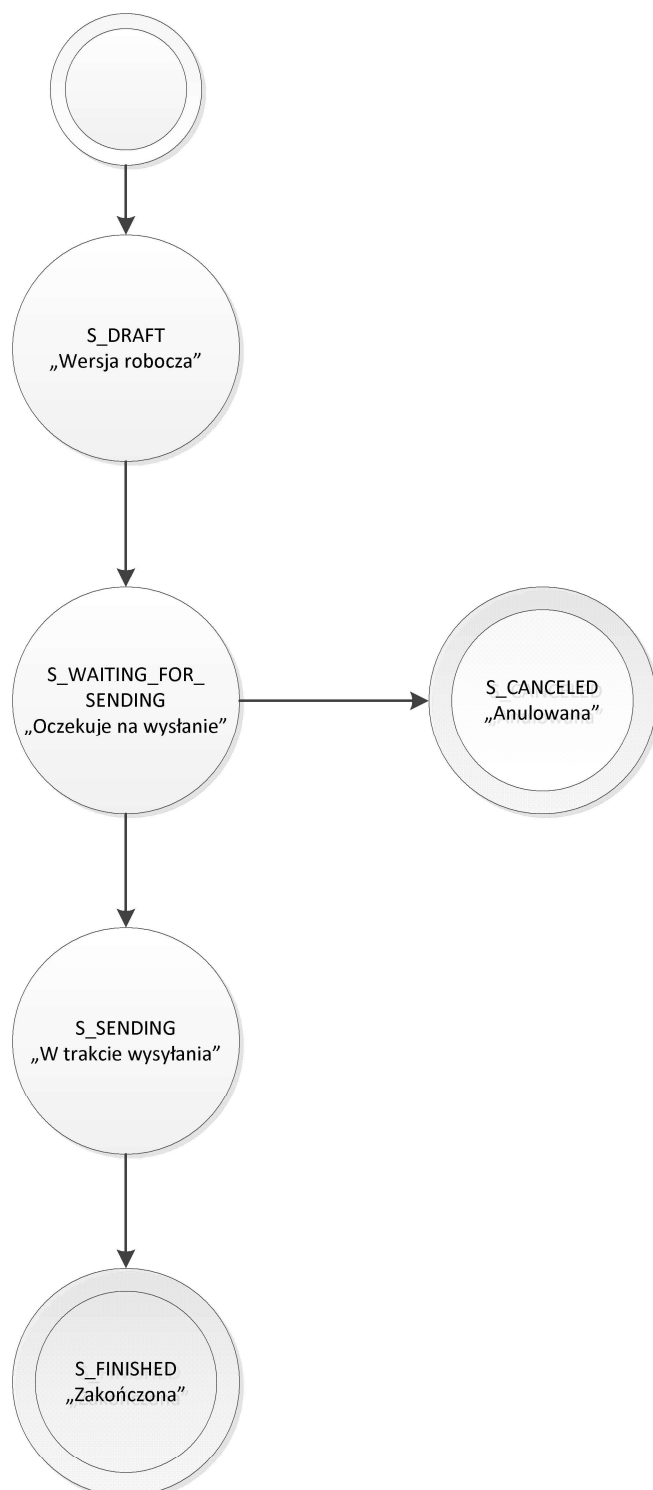 S_DRAFT
„Wersja robocza”
S_WAITING_FOR_
SENDING
„Oczekuje na wysłanie”
S_CANCELED
„Anulowana”
S_SENDING
„W trakcie wysyłania”
S_FINISHED
„Zakończona”